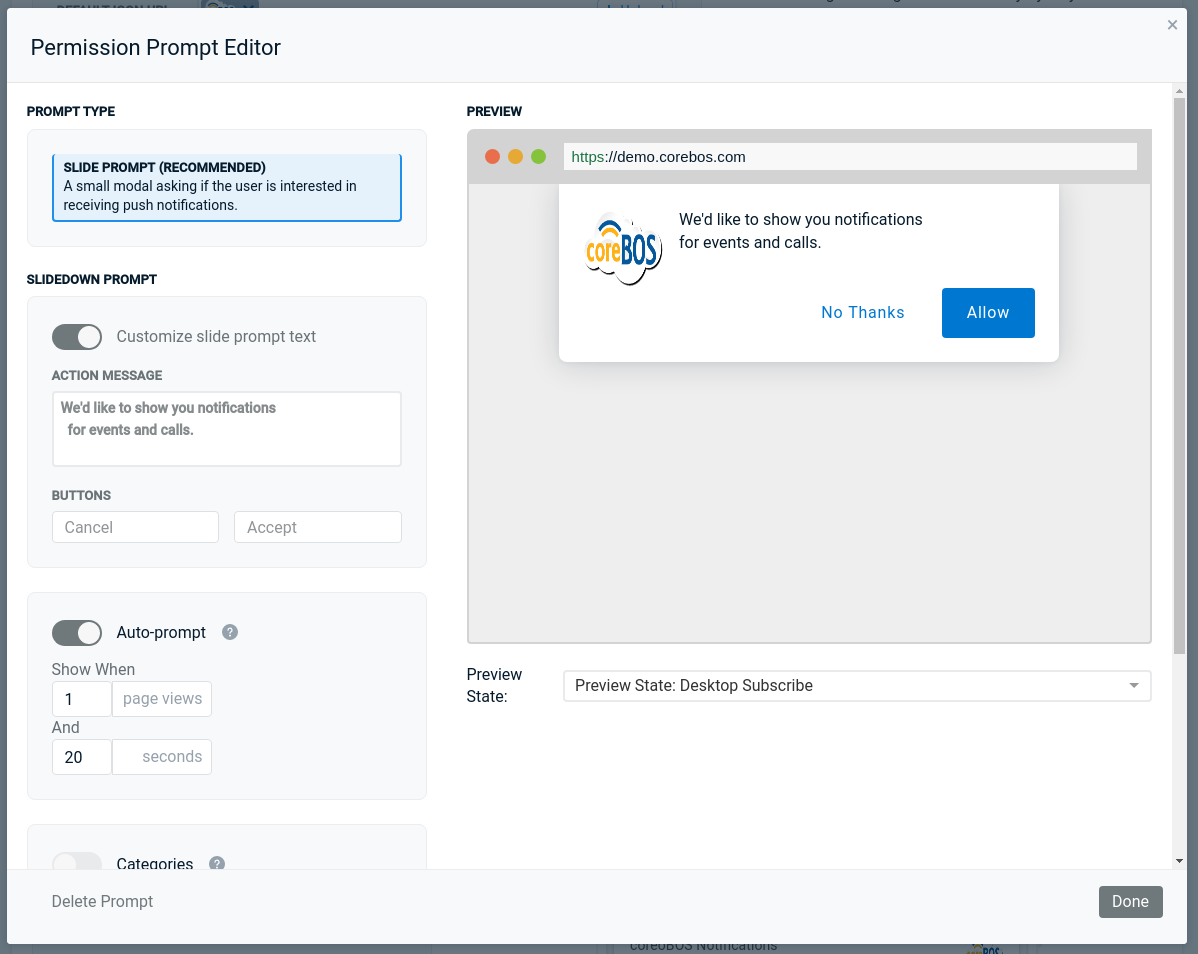 Permission Prompt Editor
×
PROMPT TYPE
SLIDE PROMPT (RECOMMENDED)
A small modal asking if the user is interested in
receiving push notifications.
SLIDEDOWN PROMPT
Customize slide prompt text
ACTION MESSAGE
We'd like to show you notifications
for events and calls.
BUTTONS
Cancel
Accept
Auto-prompt ?
Show When
1 page views
And
20 seconds
Categories ?
PREVIEW
https://demo.corebos.com
coreBOS
We'd like to show you notifications
for events and calls.
No Thanks
Allow
Preview
State:
Preview State: Desktop Subscribe
Delete Prompt
Done